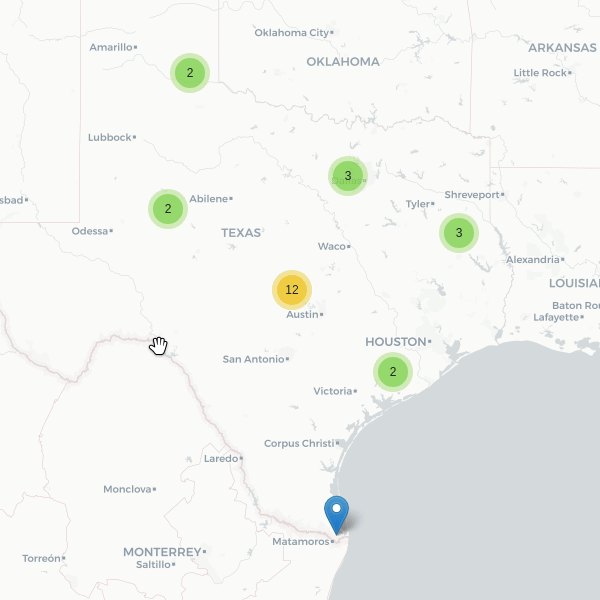 Oklahoma City
Amarillo
ARKANSAS
OKLAHOMA
2
Little Rock
Lubbock
3
Dallas
Shreveport
sbad
Abilene
Tyler
2
Odessa
TEXAS
3
Waco
Alexandria
LOUISIA
12
Baton Ro
Austin
Lafayette
HOUSTON
San Antonio
2
Victoria
Corpus Christi
Laredo
Monclova
Matamoros
MONTERREY
Torreón
Saltillo